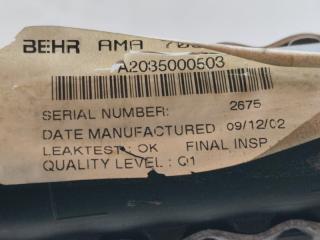 BEHR AMA
A2035000503
SERIAL NUMBER: 2675
DATE MANUFACTURED 09/12/02
LEAKTEST: OK FINAL INSP
QUALITY LEVEL: Q1